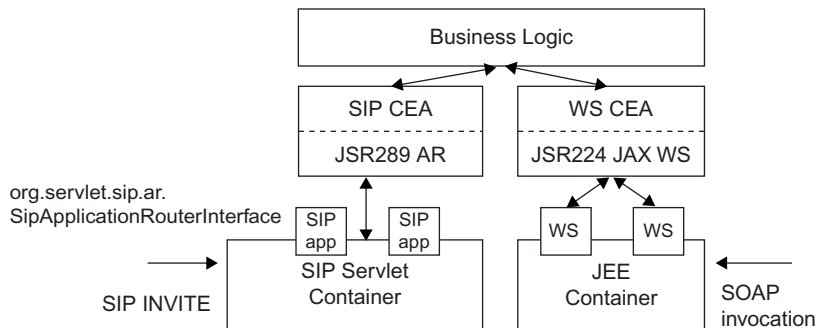 Business Logic
SIP CEA
JSR289 AR
WS CEA
JSR224 JAX WS
org.servlet.sip.ar.
SipApplicationRouterInterface
SIP
app
SIP
app
WS
WS
SIP Servlet
Container
JEE
Container
SIP INVITE
SOAP
invocation